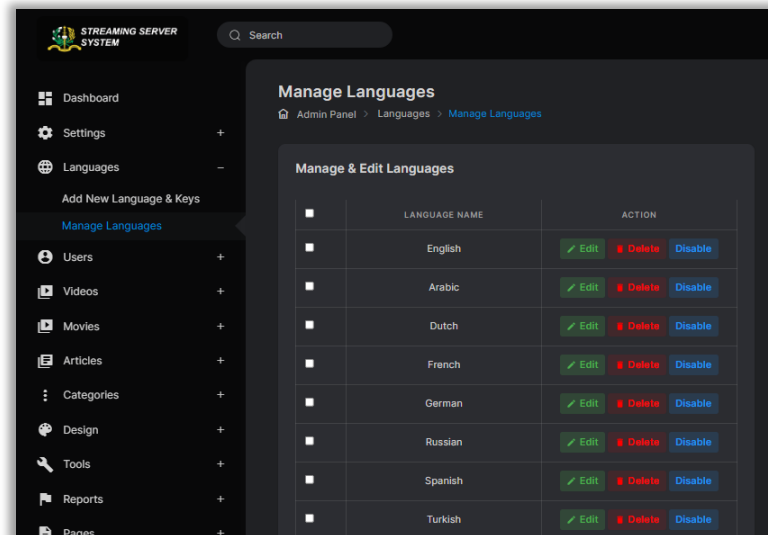 STREAMING SERVER
SYSTEM
Search
Dashboard
Settings +
Languages −
Add New Language & Keys
Manage Languages
Users +
Videos +
Movies +
Articles +
Categories +
Design +
Tools +
Reports +
Pages +
Manage Languages
Admin Panel > Languages > Manage Languages
Manage & Edit Languages
LANGUAGE NAME ACTION
English Edit Delete Disable
Arabic Edit Delete Disable
Dutch Edit Delete Disable
French Edit Delete Disable
German Edit Delete Disable
Russian Edit Delete Disable
Spanish Edit Delete Disable
Turkish Edit Delete Disable